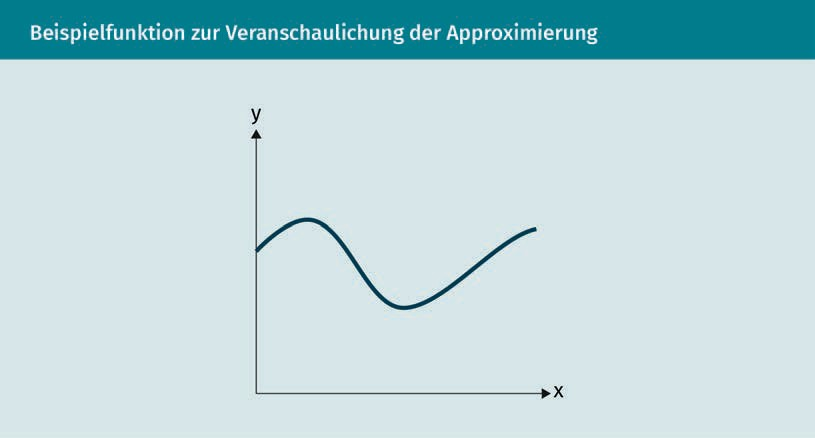 Beispielfunktion zur Veranschaulichung der Approximierung
y
x